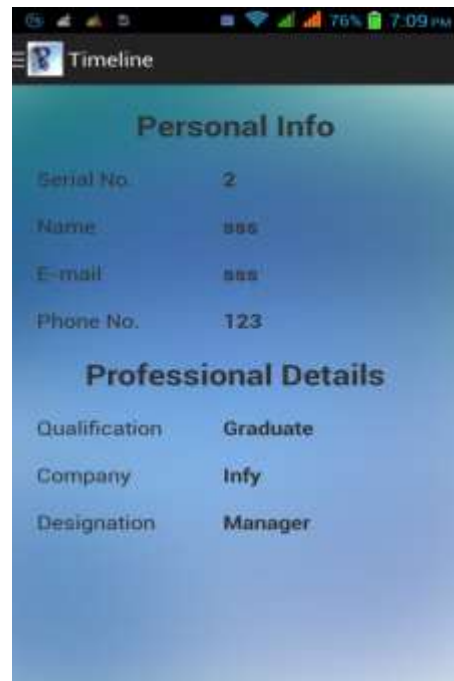 76% 7:09 PM
Timeline
Personal Info
Serial No. 2
Name sss
E-mail sss
Phone No. 123
Professional Details
Qualification Graduate
Company Infy
Designation Manager